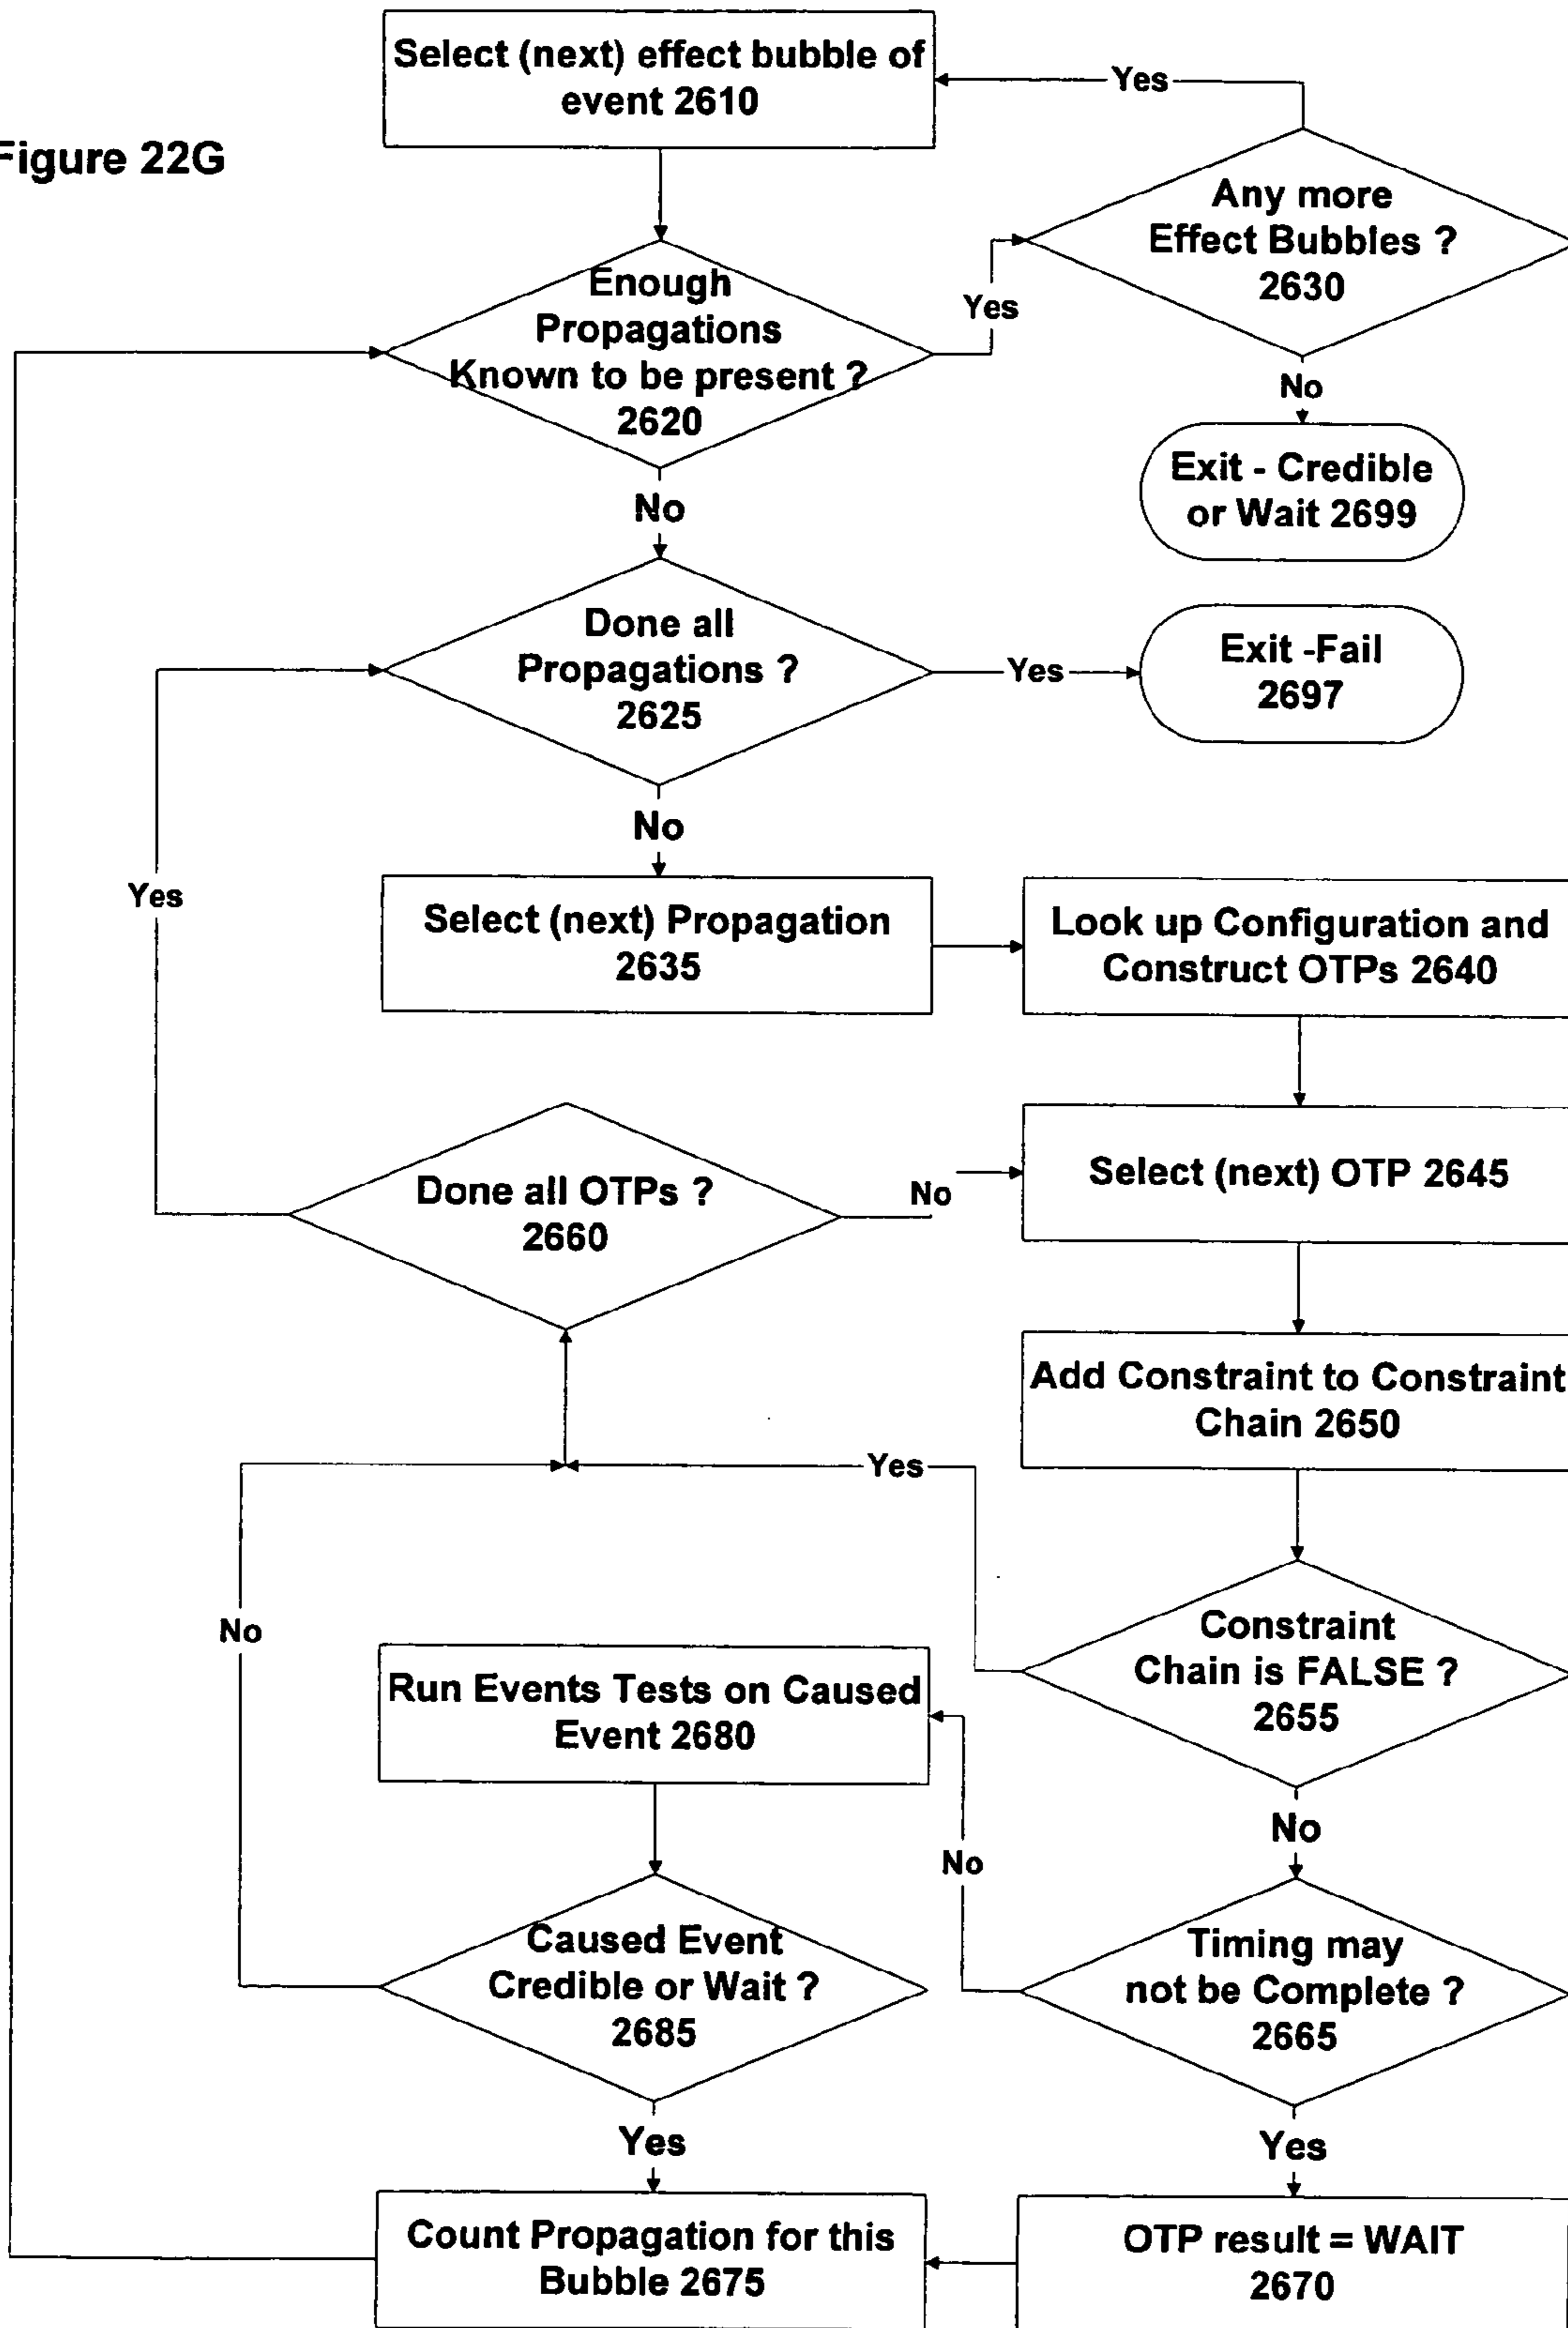 Select (next) effect bubble of
event 2610
Yes
Figure 22G
Any more
Effect Bubbles ?
2630
Enough
Propagations
Known to be present ?
2620
Yes
No
Exit - Credible
or Wait 2699
No
Done all
Propagations ?
2625
Yes
Exit -Fail
2697
No
Yes
Select (next) Propagation
2635
Look up Configuration and
Construct OTPs 2640
Done all OTPs ?
2660
No
Select (next) OTP 2645
Add Constraint to Constraint
Chain 2650
Yes
No
Constraint
Chain is FALSE ?
2655
Run Events Tests on Caused
Event 2680
No
No
Caused Event
Credible or Wait ?
2685
Timing may
not be Complete ?
2665
Yes
Yes
Count Propagation for this
Bubble 2675
OTP result = WAIT
2670